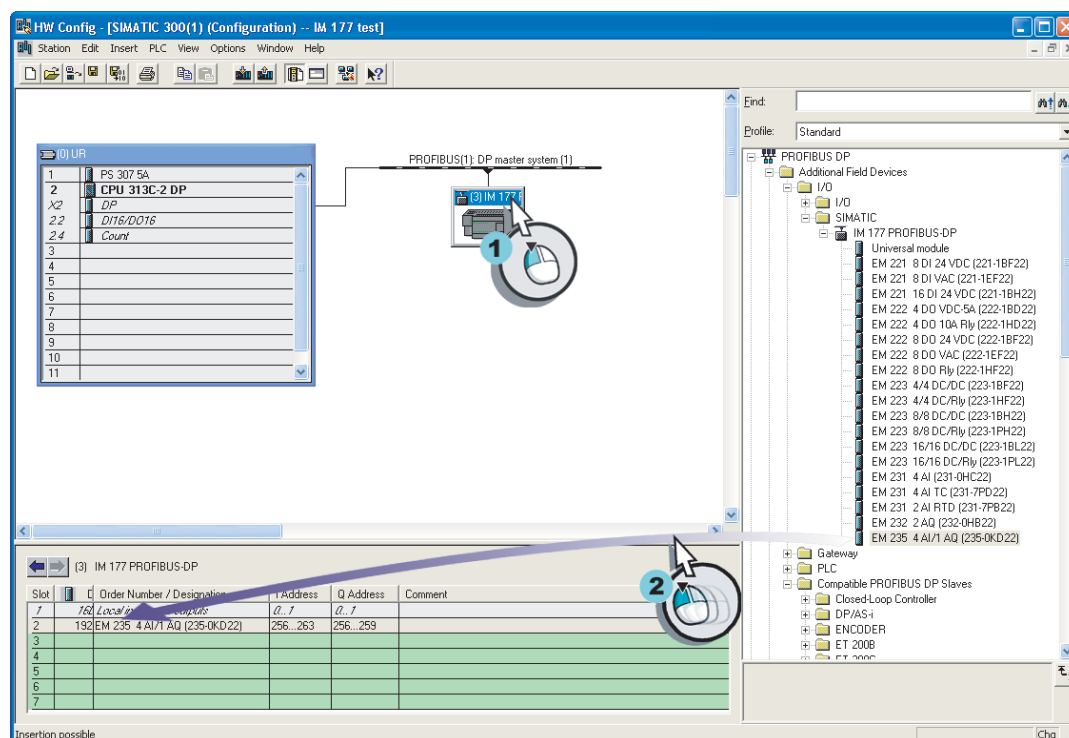 HW Config - [SIMATIC 300(1) (Configuration) -- IM 177 test]
Station Edit Insert PLC View Options Window Help
Find:
Profile: Standard
(0) UR
1 PS 307 5A
2 CPU 313C-2 DP
X2 DP
2.2 DI16/DO16
2.4 Count
3
4
5
6
7
8
9
10
11
PROFIBUS(1): DP master system (1)
(3) IM 177
1
PROFIBUS DP
Additional Field Devices
I/O
I/O
SIMATIC
IM 177 PROFIBUS-DP
Universal module
EM 221 8 DI 24 VDC (221-1BF22)
EM 221 8 DI VAC (221-1EF22)
EM 221 16 DI 24 VDC (221-1BH22)
EM 222 4 DO VDC-5A (222-1BD22)
EM 222 4 DO 10A Rly (222-1HD22)
EM 222 8 DO 24 VDC (222-1BF22)
EM 222 8 DO VAC (222-1EF22)
EM 222 8 DO Rly (222-1HF22)
EM 223 4/4 DC/DC (223-1BF22)
EM 223 4/4 DC/Rly (223-1HF22)
EM 223 8/8 DC/DC (223-1BH22)
EM 223 8/8 DC/Rly (223-1PH22)
EM 223 16/16 DC/DC (223-1BL22)
EM 223 16/16 DC/Rly (223-1PL22)
EM 231 4 AI (231-0HC22)
EM 231 4 AI TC (231-7PD22)
EM 231 2 AI RTD (231-7PB22)
EM 232 2 AQ (232-0HB22)
EM 235 4 AI/1 AQ (235-0KD22)
Gateway
PLC
Compatible PROFIBUS DP Slaves
Closed-Loop Controller
DP/AS-i
ENCODER
ET 200B
(3) IM 177 PROFIBUS-DP
Slot Order Number / Designation Address Q Address Comment
1 Local 0..1 0..1
2 192 EM 235 4 AI/1 AQ (235-0KD22) 256...263 256...259
3
4
5
6
7
2
Insertion possible
Chg